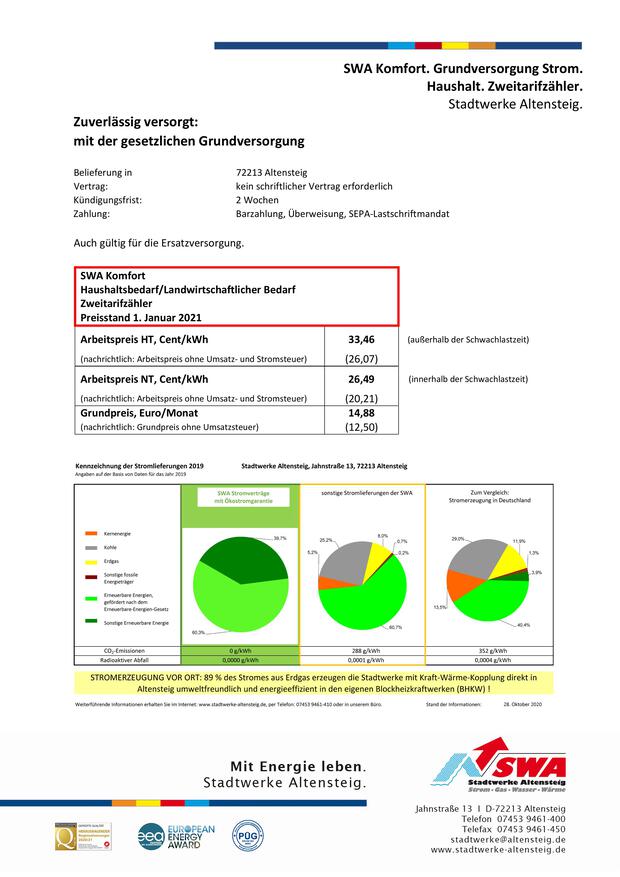 SWA Komfort. Grundversorgung Strom.
Haushalt. Zweitarifzähler.
Stadtwerke Altensteig.
Zuverlässig versorgt:
mit der gesetzlichen Grundversorgung
Belieferung in 72213 Altensteig
Vertrag: kein schriftlicher Vertrag erforderlich
Kündigungsfrist: 2 Wochen
Zahlung: Barzahlung, Überweisung, SEPA-Lastschriftmandat
Auch gültig für die Ersatzversorgung.
SWA Komfort
Haushaltsbedarf/Landwirtschaftlicher Bedarf
Zweitarifzähler
Preisstand 1. Januar 2021
Arbeitspreis HT, Cent/kWh 33,46 (außerhalb der Schwachlastzeit)
(nachrichtlich: Arbeitspreis ohne Umsatz- und Stromsteuer) (26,07)
Arbeitspreis NT, Cent/kWh 26,49 (innerhalb der Schwachlastzeit)
(nachrichtlich: Arbeitspreis ohne Umsatz- und Stromsteuer) (20,21)
Grundpreis, Euro/Monat 14,88
(nachrichtlich: Grundpreis ohne Umsatzsteuer) (12,50)
Kennzeichnung der Stromlieferungen 2019 Stadtwerke Altensteig, Jahnstraße 13, 72213 Altensteig
Angaben auf der Basis von Daten für das Jahr 2019
SWA Stromverträge
mit Ökostromgarantie
sonstige Stromlieferungen der SWA
Zum Vergleich:
Stromerzeugung in Deutschland
Kernenergie
Kohle
Erdgas
Sonstige fossile
Energieträger
Erneuerbare Energien,
gefördert nach dem
Erneuerbare-Energien-Gesetz
Sonstige Erneuerbare Energie
39,7%
60,3%
5,2%
25,2%
8,0%
0,7%
0,2%
60,7%
29,0%
11,9%
1,3%
3,9%
13,5%
40,4%
CO2-Emissionen 0 g/kWh 288 g/kWh 352 g/kWh
Radioaktiver Abfall 0,0000 g/kWh 0,0001 g/kWh 0,0004 g/kWh
STROMERZEUGUNG VOR ORT: 89 % des Stromes aus Erdgas erzeugen die Stadtwerke mit Kraft-Wärme-Kopplung direkt in
Altensteig umweltfreundlich und energieeffizient in den eigenen Blockheizkraftwerken (BHKW) !
Weiterführende Informationen erhalten Sie im Internet: www.stadtwerke-altensteig.de, per Telefon: 07453 9461-410 oder in unserem Büro. Stand der Informationen: 28. Oktober 2020
Mit Energie leben.
Stadtwerke Altensteig.
SWA
Stadtwerke Altensteig
Strom - Gas - Wasser - Wärme
Jahnstraße 13 I D-72213 Altensteig
Telefon 07453 9461-400
Telefax 07453 9461-450
stadtwerke@altensteig.de
www.stadtwerke-altensteig.de
eea
EUROPEAN
ENERGY
AWARD
PÜG